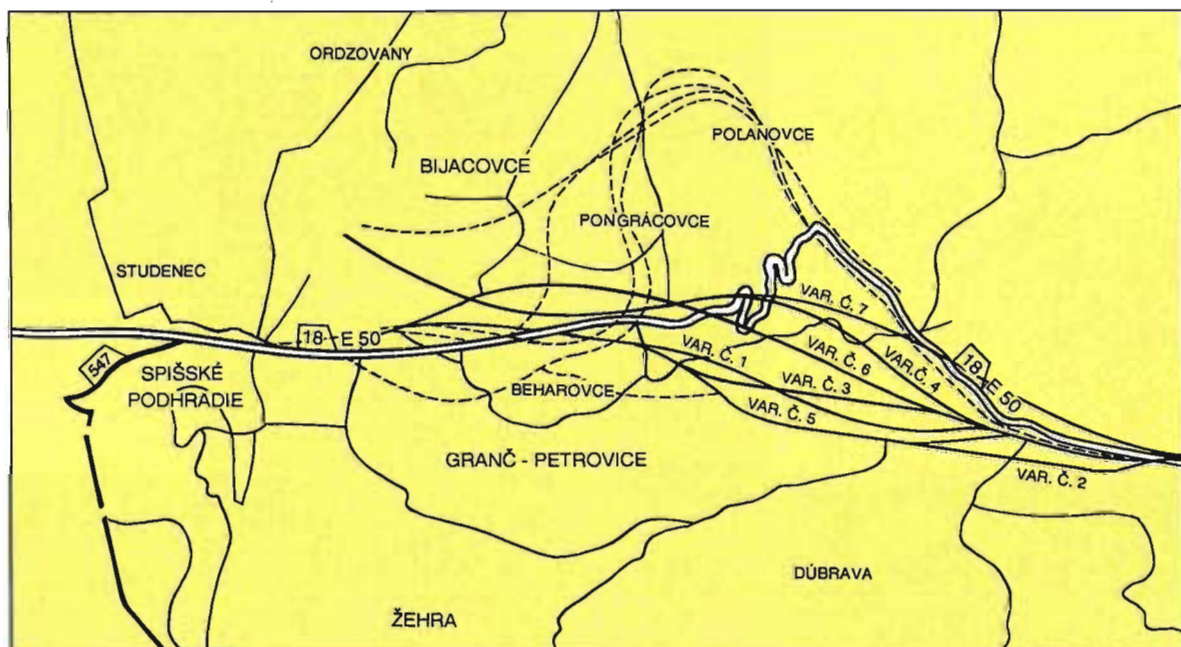 ORDZOVANY
POĽANOVCE
BIJACOVCE
PONGRÁCOVCE
STUDENEC
VAR. Č. 7
18 E 50
547
VAR. Č. 1
VAR. Č. 6
VAR. Č. 4
18 E 50
SPIŠSKÉ
PODHRADIE
BEHAROVCE
VAR. Č. 3
VAR. Č. 5
GRANČ - PETROVICE
VAR. Č. 2
DÚBRAVA
ŽEHRA